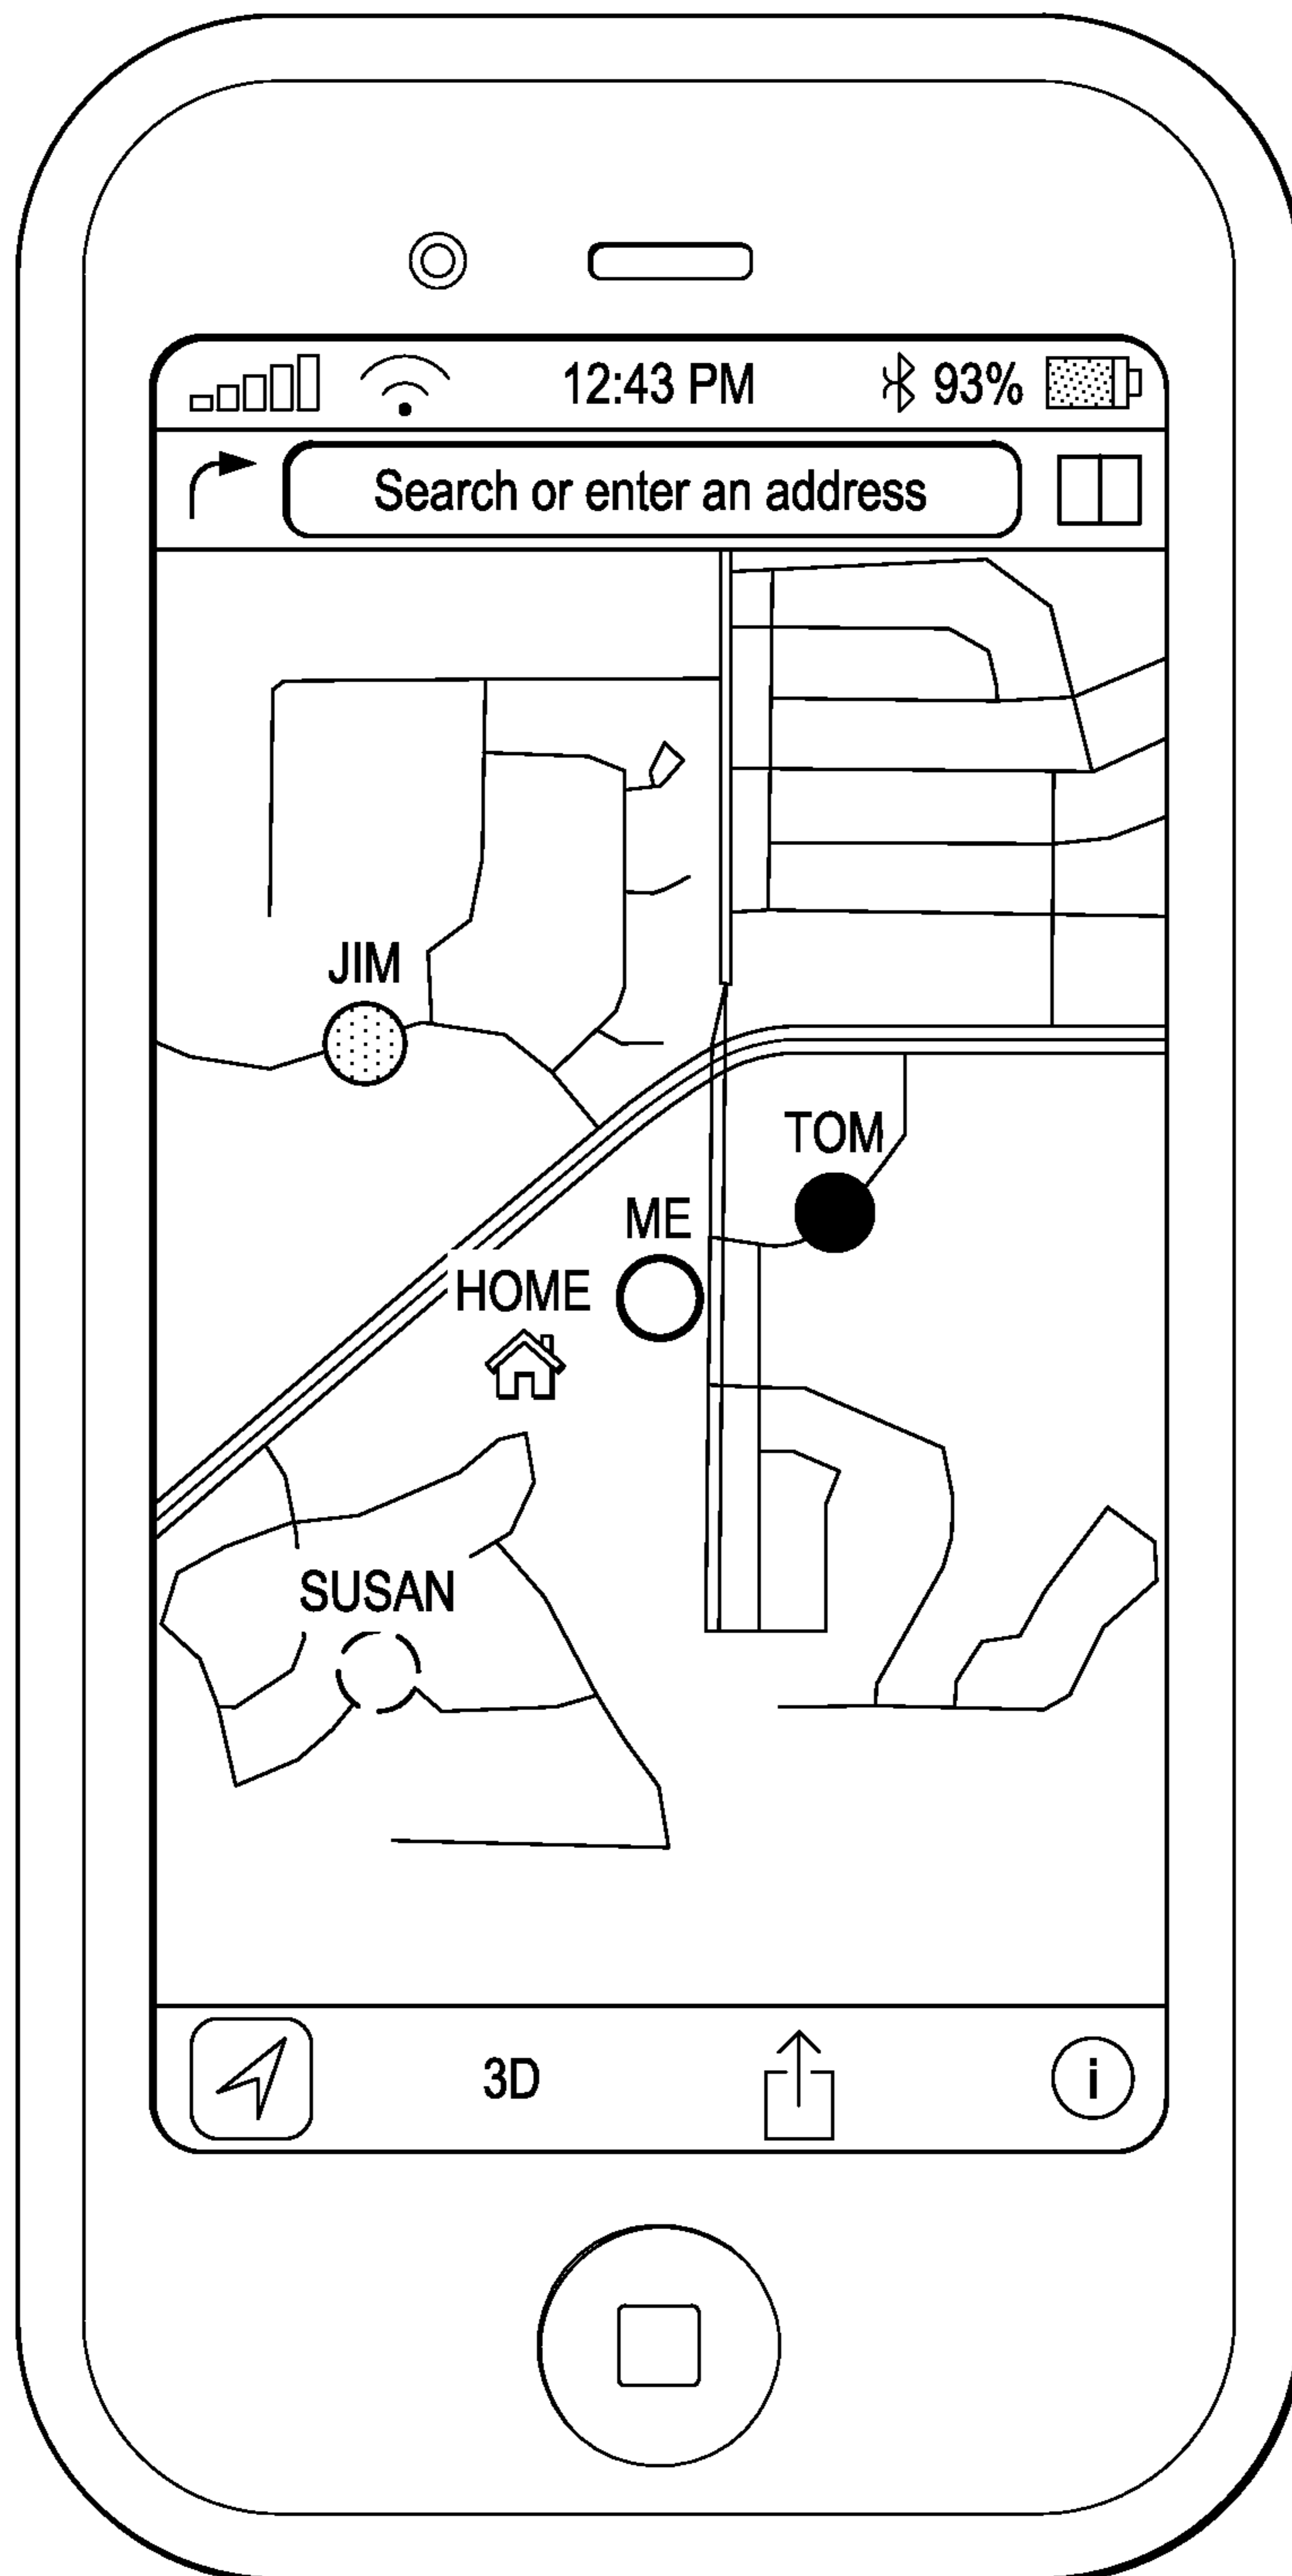 12:43 PM 93%
Search or enter an address
JIM
TOM
ME
HOME
SUSAN
3D
i